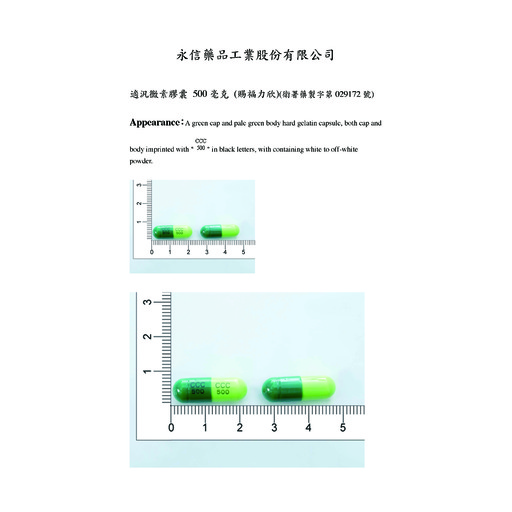 永信藥品工業股份有限公司
適汎黴素膠囊 500 毫克 (賜福力欣)(衛署藥製字第 029172 號)
Appearance: A green cap and pale green body hard gelatin capsule, both cap and
CCC
body imprinted with " 500 " in black letters, with containing white to off-white
powder.
3
2
1
0 1 2 3 4 5
3
2
1
CCC CCC
500 500
0 1 2 3 4 5